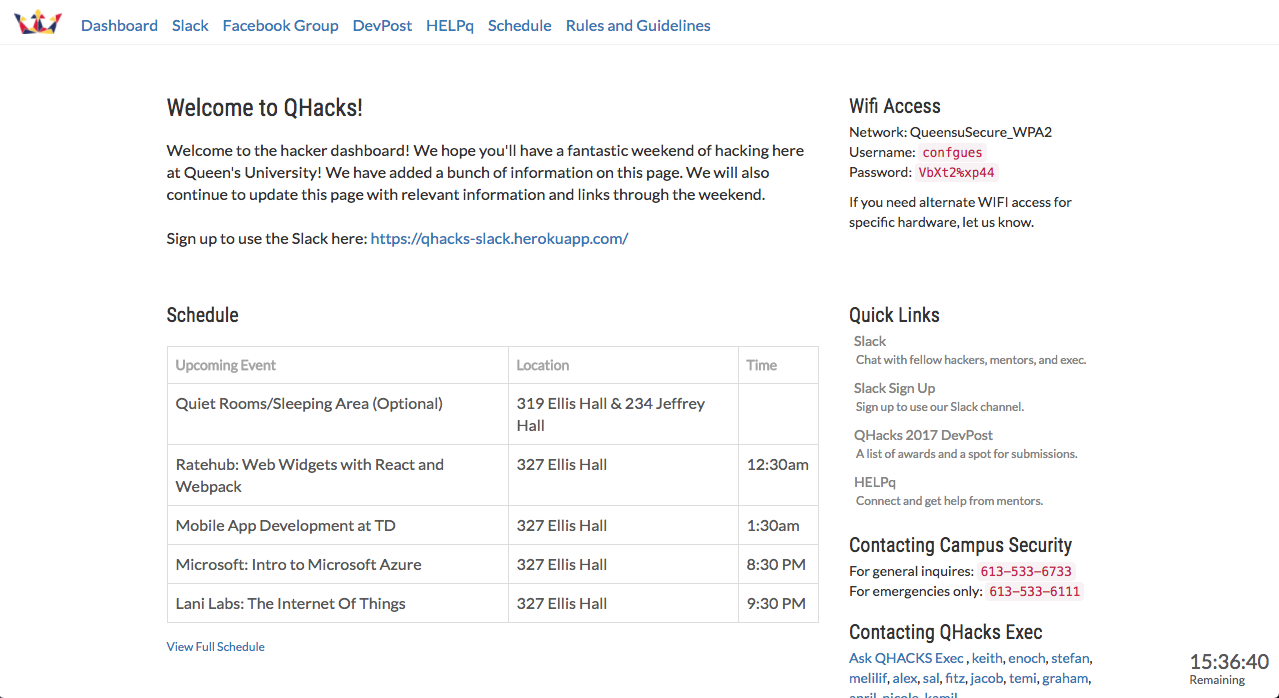 Dashboard Slack Facebook Group DevPost HELPq Schedule Rules and Guidelines
Welcome to QHacks!
Welcome to the hacker dashboard! We hope you'll have a fantastic weekend of hacking here
at Queen's University! We have added a bunch of information on this page. We will also
continue to update this page with relevant information and links through the weekend.
Sign up to use the Slack here: https://qhacks-slack.herokuapp.com/
Wifi Access
Network: QueensuSecure_WPA2
Username: confgues
Password: VbXt2%xp44
If you need alternate WIFI access for
specific hardware, let us know.
Schedule
Upcoming Event Location Time
Quiet Rooms/Sleeping Area (Optional) 319 Ellis Hall & 234 Jeffrey
Hall
Ratehub: Web Widgets with React and 327 Ellis Hall 12:30am
Webpack
Mobile App Development at TD 327 Ellis Hall 1:30am
Microsoft: Intro to Microsoft Azure 327 Ellis Hall 8:30 PM
Lani Labs: The Internet Of Things 327 Ellis Hall 9:30 PM
View Full Schedule
Quick Links
Slack
Chat with fellow hackers, mentors, and exec.
Slack Sign Up
Sign up to use our Slack channel.
QHacks 2017 DevPost
A list of awards and a spot for submissions.
HELPq
Connect and get help from mentors.
Contacting Campus Security
For general inquires: 613-533-6733
For emergencies only: 613-533-6111
Contacting QHacks Exec
Ask QHACKS Exec , keith, enoch, stefan,
melilif, alex, sal, fitz, jacob, temi, graham,
april, nicole, kamil
15:36:40
Remaining